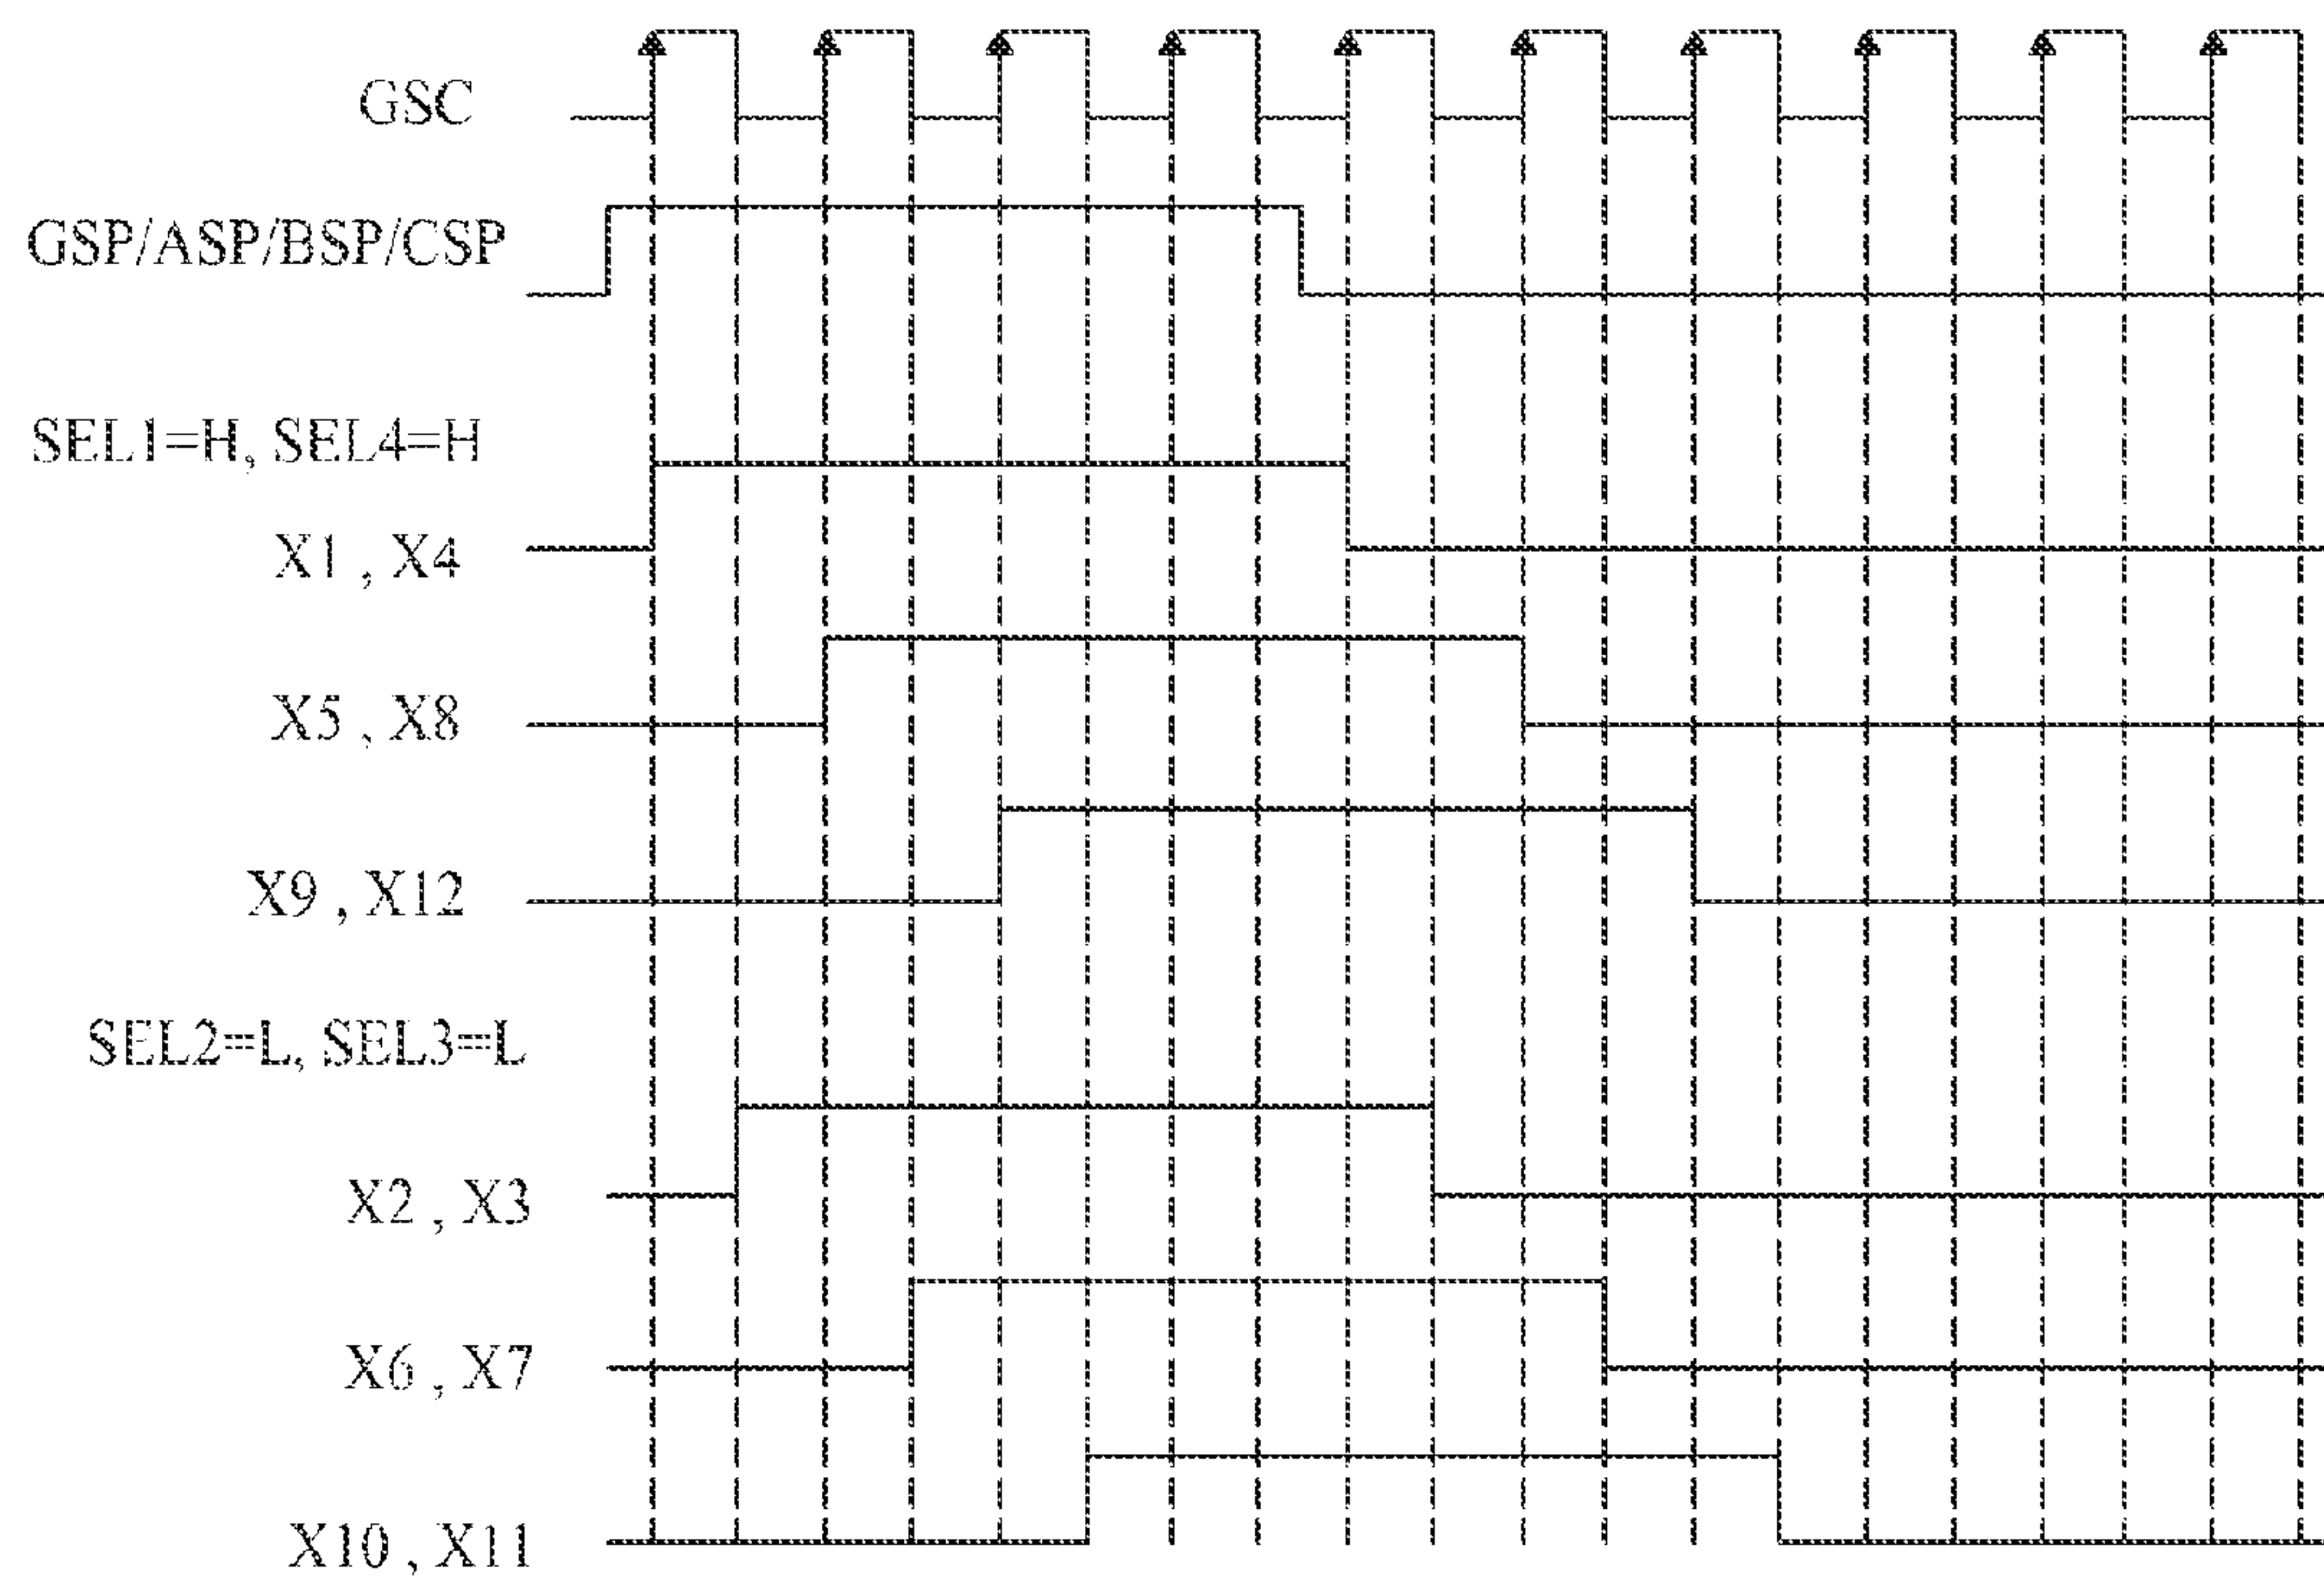 GSC
GSP/ASP/BSP/CSP
SEL1=H, SEL4=H
X1 , X4
X5 , X8
X9 , X12
SEL2=L, SEL3=L
X2 , X3
X6 , X7
X10 , X11